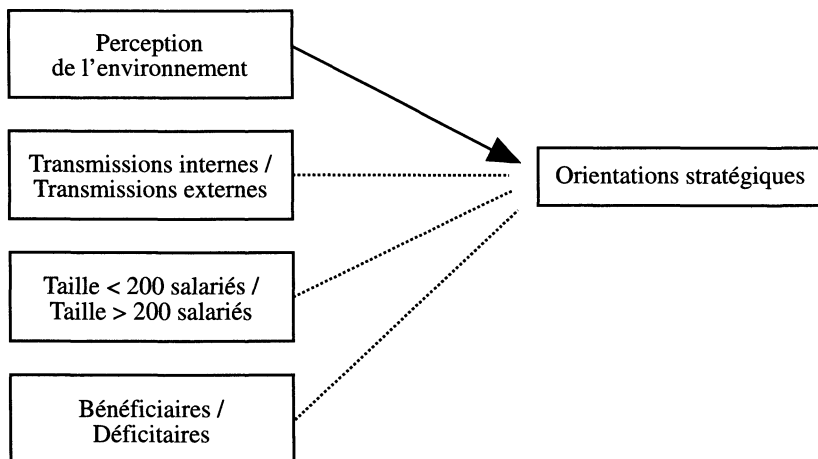 Perception
de l’environnement
Transmissions internes /
Transmissions externes
Orientations stratégiques
Taille < 200 salariés /
Taille > 200 salariés
Bénéficiaires /
Déficitaires